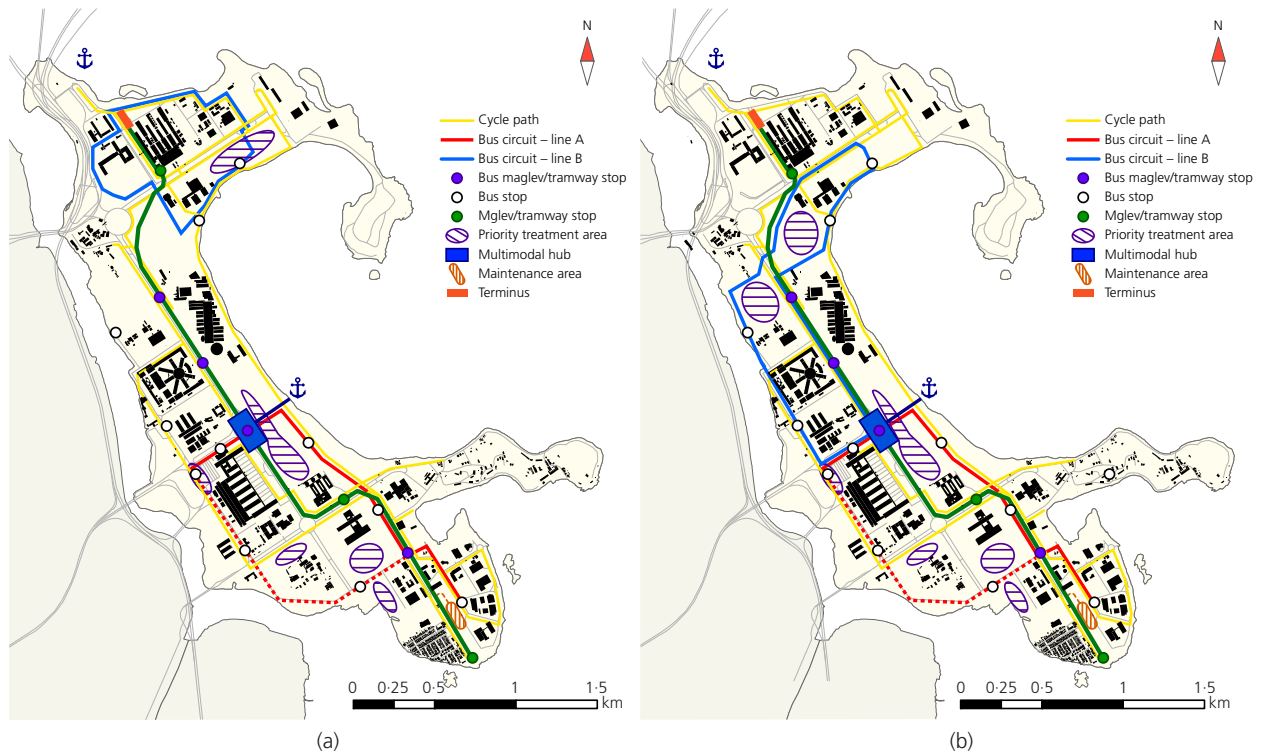 N
Cycle path
Bus circuit – line A
Bus circuit – line B
Bus maglev/tramway stop
Bus stop
Mglev/tramway stop
Priority treatment area
Multimodal hub
Maintenance area
Terminus
0 0·25 0·5 1 1·5
km
(a)
N
Cycle path
Bus circuit – line A
Bus circuit – line B
Bus maglev/tramway stop
Bus stop
Mglev/tramway stop
Priority treatment area
Multimodal hub
Maintenance area
Terminus
0 0·25 0·5 1 1·5
km
(b)